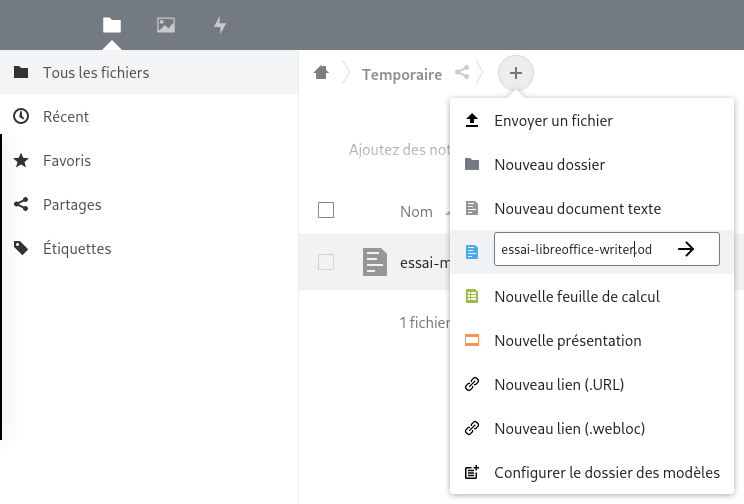 Tous les fichiers
Récent
Favoris
Partages
Étiquettes
Temporaire
Ajoutez des not
Nom
essai-m
1 fichier
Envoyer un fichier
Nouveau dossier
Nouveau document texte
essai-libreoffice-writer.od
Nouvelle feuille de calcul
Nouvelle présentation
Nouveau lien (.URL)
Nouveau lien (.webloc)
Configurer le dossier des modèles